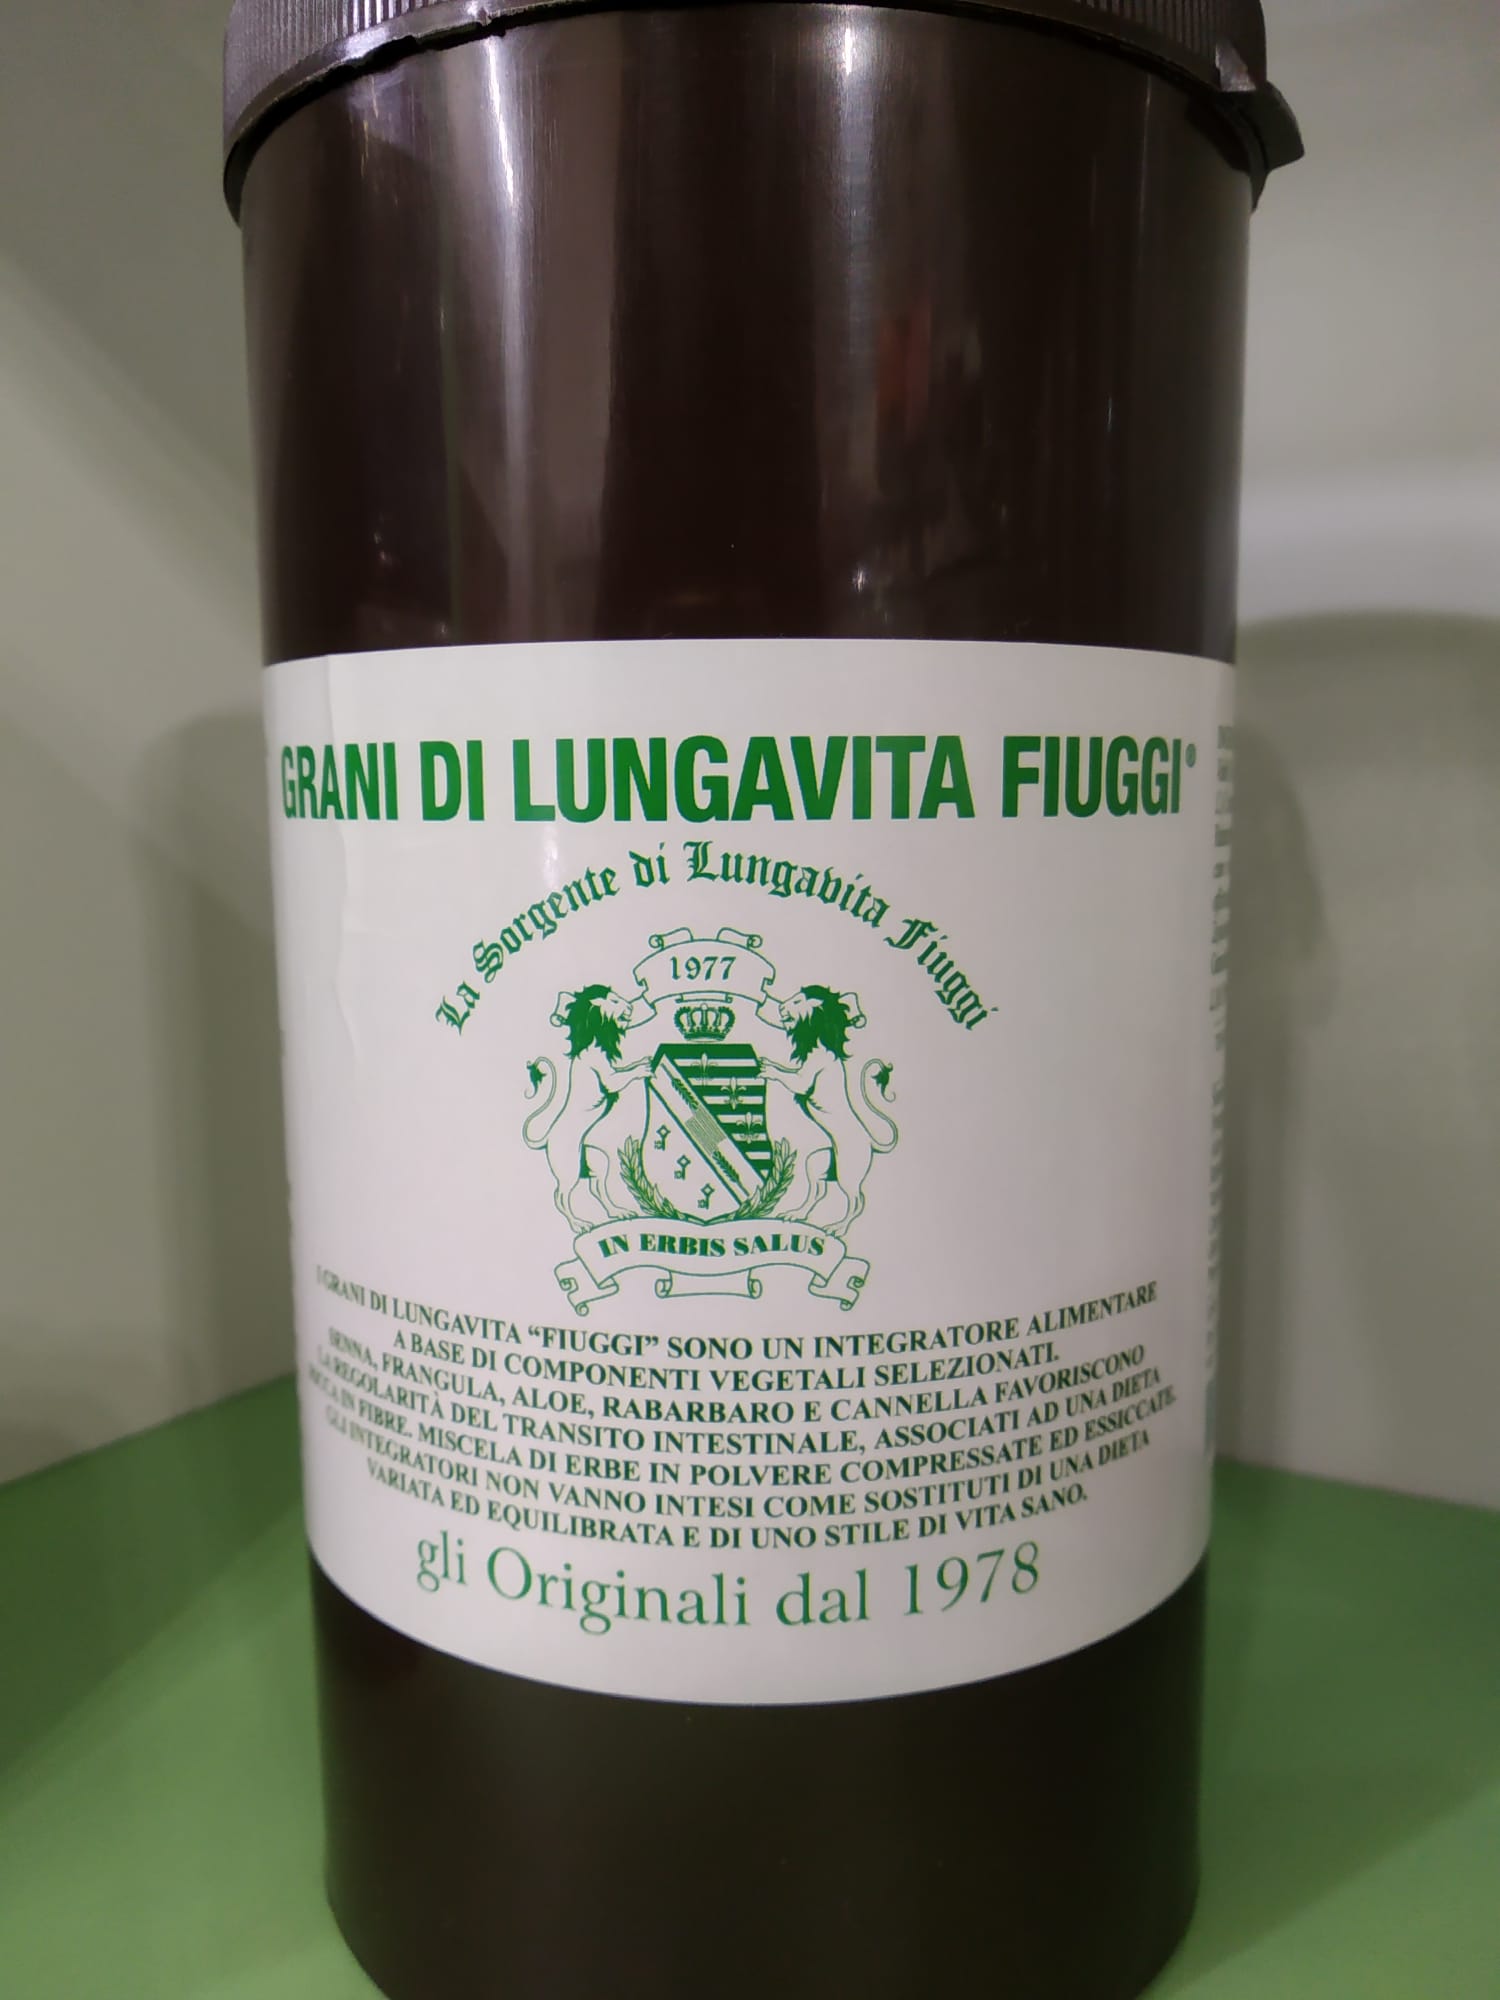 GRANI DI LUNGAVITA FIUGGI®
La Sorgente di Lungavita Fiuggi
1977
IN ERBIS SALUS
I GRANI DI LUNGAVITA “FIUGGI” SONO UN INTEGRATORE ALIMENTARE
A BASE DI COMPONENTI VEGETALI SELEZIONATI.
SENNA, FRANGULA, ALOE, RABARBARO E CANNELLA FAVORISCONO
LA REGOLARITÀ DEL TRANSITO INTESTINALE, ASSOCIATI AD UNA DIETA
RICCA IN FIBRE. MISCELA DI ERBE IN POLVERE COMPRESSATE ED ESSICCATE.
GLI INTEGRATORI NON VANNO INTESI COME SOSTITUTI DI UNA DIETA
VARIATA ED EQUILIBRATA E DI UNO STILE DI VITA SANO.
gli Originali dal 1978